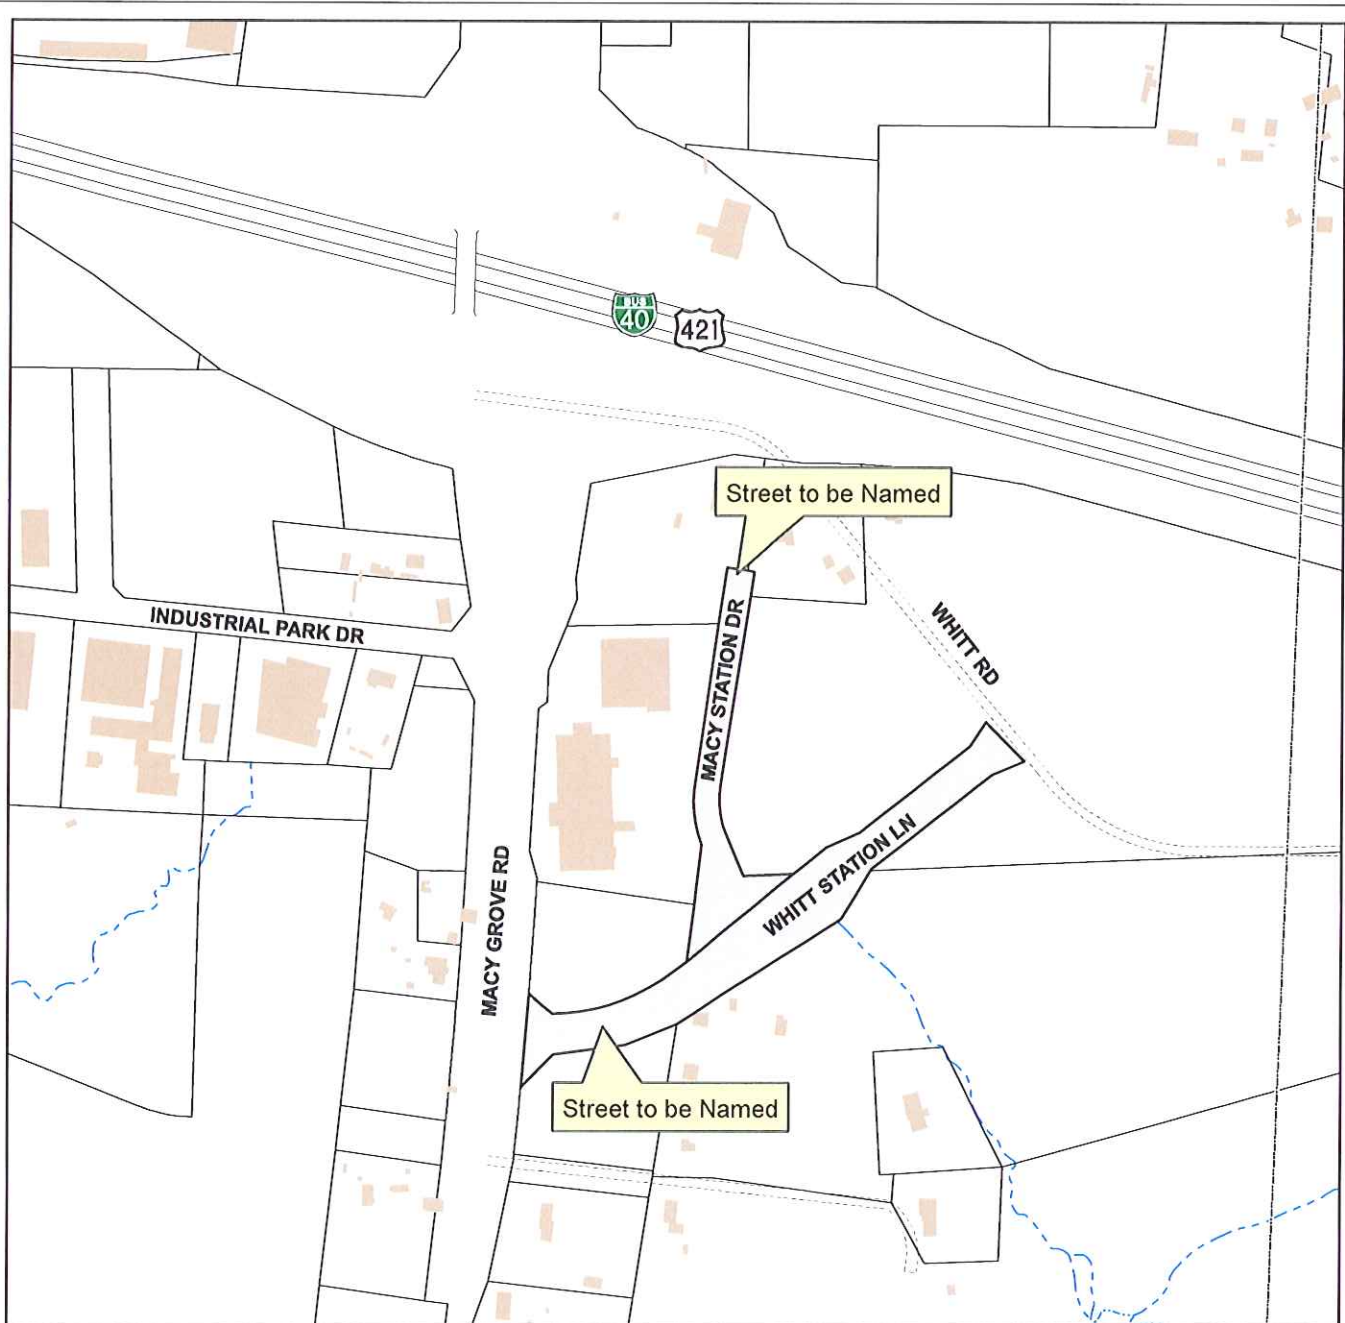 BUS
40
421
Street to be Named
INDUSTRIAL PARK DR
MACY STATION DR
WHITT RD
WHITT STATION LN
MACY GROVE RD
Street to be Named